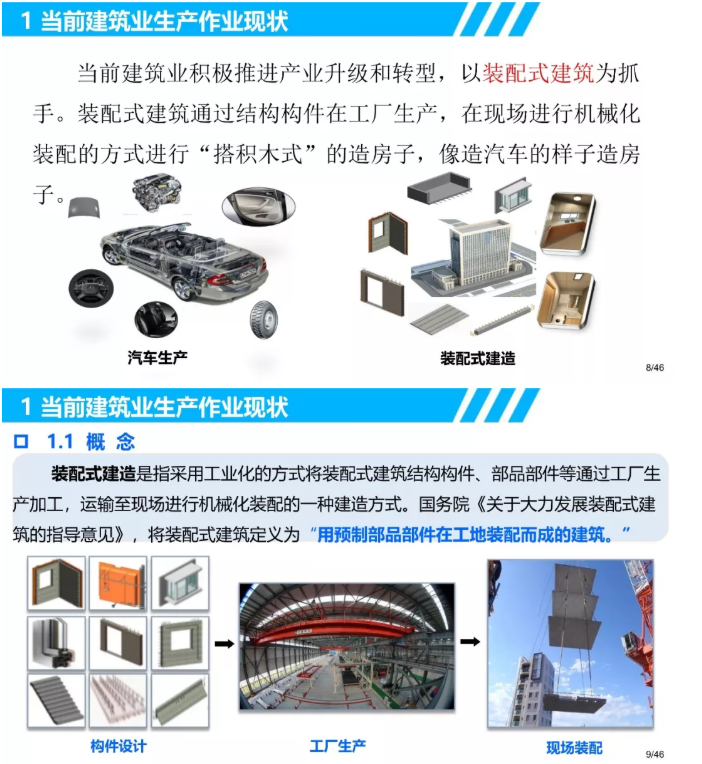 1 当前建筑业生产作业现状
当前建筑业积极推进产业升级和转型，以装配式建筑为抓
手。装配式建筑通过结构构件在工厂生产，在现场进行机械化
装配的方式进行“搭积木式”的造房子，像造汽车的样子造房
子。
汽车生产
装配式建造
8/46
1 当前建筑业生产作业现状
1.1 概 念
装配式建造是指采用工业化的方式将装配式建筑结构构件、部品部件等通过工厂生
产加工，运输至现场进行机械化装配的一种建造方式。国务院《关于大力发展装配式建
筑的指导意见》，将装配式建筑定义为“用预制部品部件在工地装配而成的建筑。”
构件设计
工厂生产
现场装配
9/46